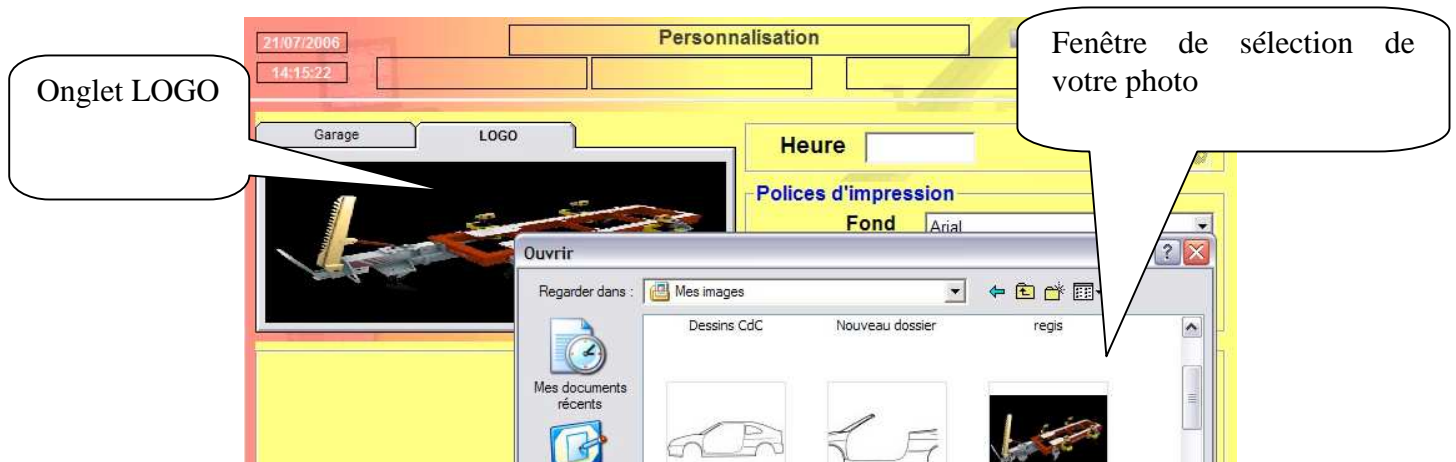 21/07/2006
Personnalisation
14:15:22
Onglet LOGO
Fenêtre de sélection de
votre photo
Garage
LOGO
Heure
Polices d'impression
Fond
Arial
Ouvrir
Regarder dans :
Mes images
Dessins CdC
Nouveau dossier
regis
Mes documents
récents